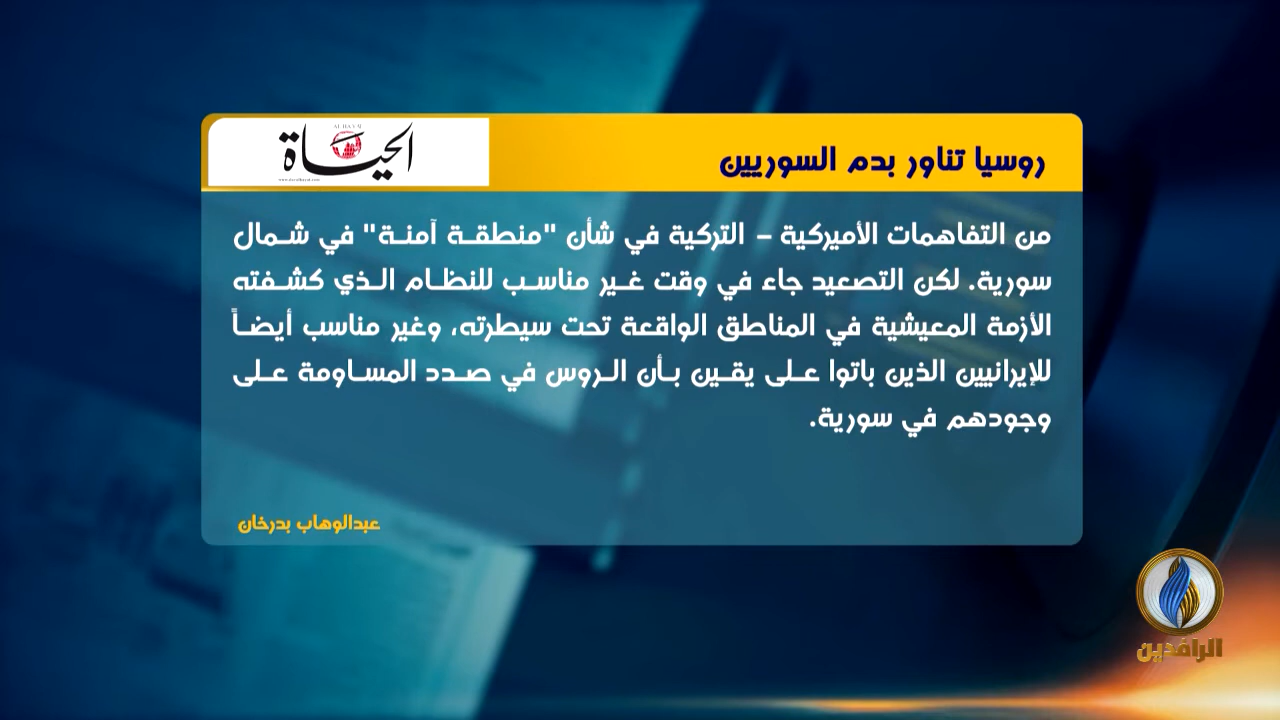 روسيا تناور بدم السوريين
الحياة
من التفاهمات الأميركية – التركية في شأن "منطقة آمنة" في شمال
سورية. لكن التصعيد جاء في وقت غير مناسب للنظام الذي كشفته
الأزمة المعيشية في المناطق الواقعة تحت سيطرته، وغير مناسب أيضاً
للإيرانيين الذين باتوا على يقين بأن الروس في صدد المساومة على
وجودهم في سورية.
عبدالوهاب بدرخان
الرافدين